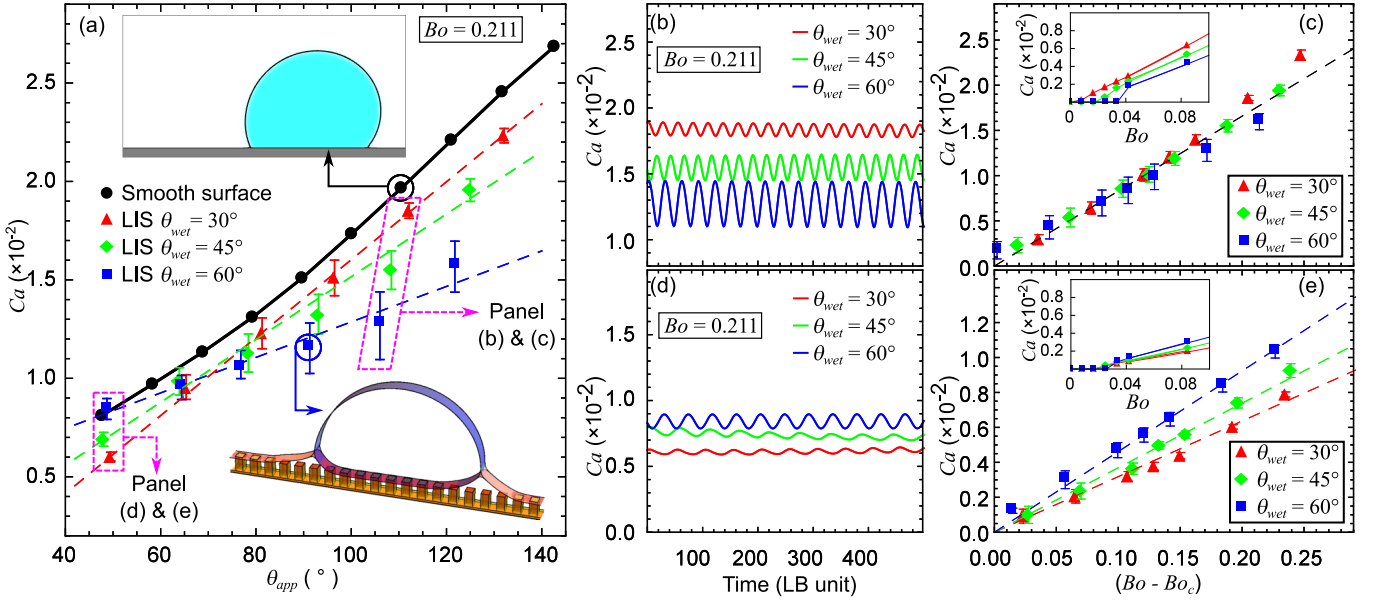 (a)
Bo = 0.211
Ca (×10⁻²)
2.5
2.0
1.5
1.0
0.5
Smooth surface
LIS θwet = 30°
LIS θwet = 45°
LIS θwet = 60°
Panel
(b) & (c)
Panel
(d) & (e)
40 60 80 100 120 140
θapp ( ° )
(b)
Bo = 0.211
θwet = 30°
θwet = 45°
θwet = 60°
Ca (×10⁻²)
2.5
2.0
1.5
1.0
Time (LB unit)
(d)
Bo = 0.211
θwet = 30°
θwet = 45°
θwet = 60°
Ca (×10⁻²)
1.5
1.0
0.5
0.0
100 200 300 400
Time (LB unit)
(c)
Ca (×10⁻²)
2.5
2.0
1.5
1.0
0.5
0.0
Ca (×10⁻²)
0.8
0.6
0.4
0.2
0 0.04 0.08
Bo
θwet = 30°
θwet = 45°
θwet = 60°
(e)
Ca (×10⁻²)
1.2
1.0
0.8
0.6
0.4
0.2
0
Ca (×10⁻²)
0.8
0.6
0.4
0.2
0 0.04 0.08
Bo
θwet = 30°
θwet = 45°
θwet = 60°
0.00 0.05 0.10 0.15 0.20 0.25
(Bo - Boc)